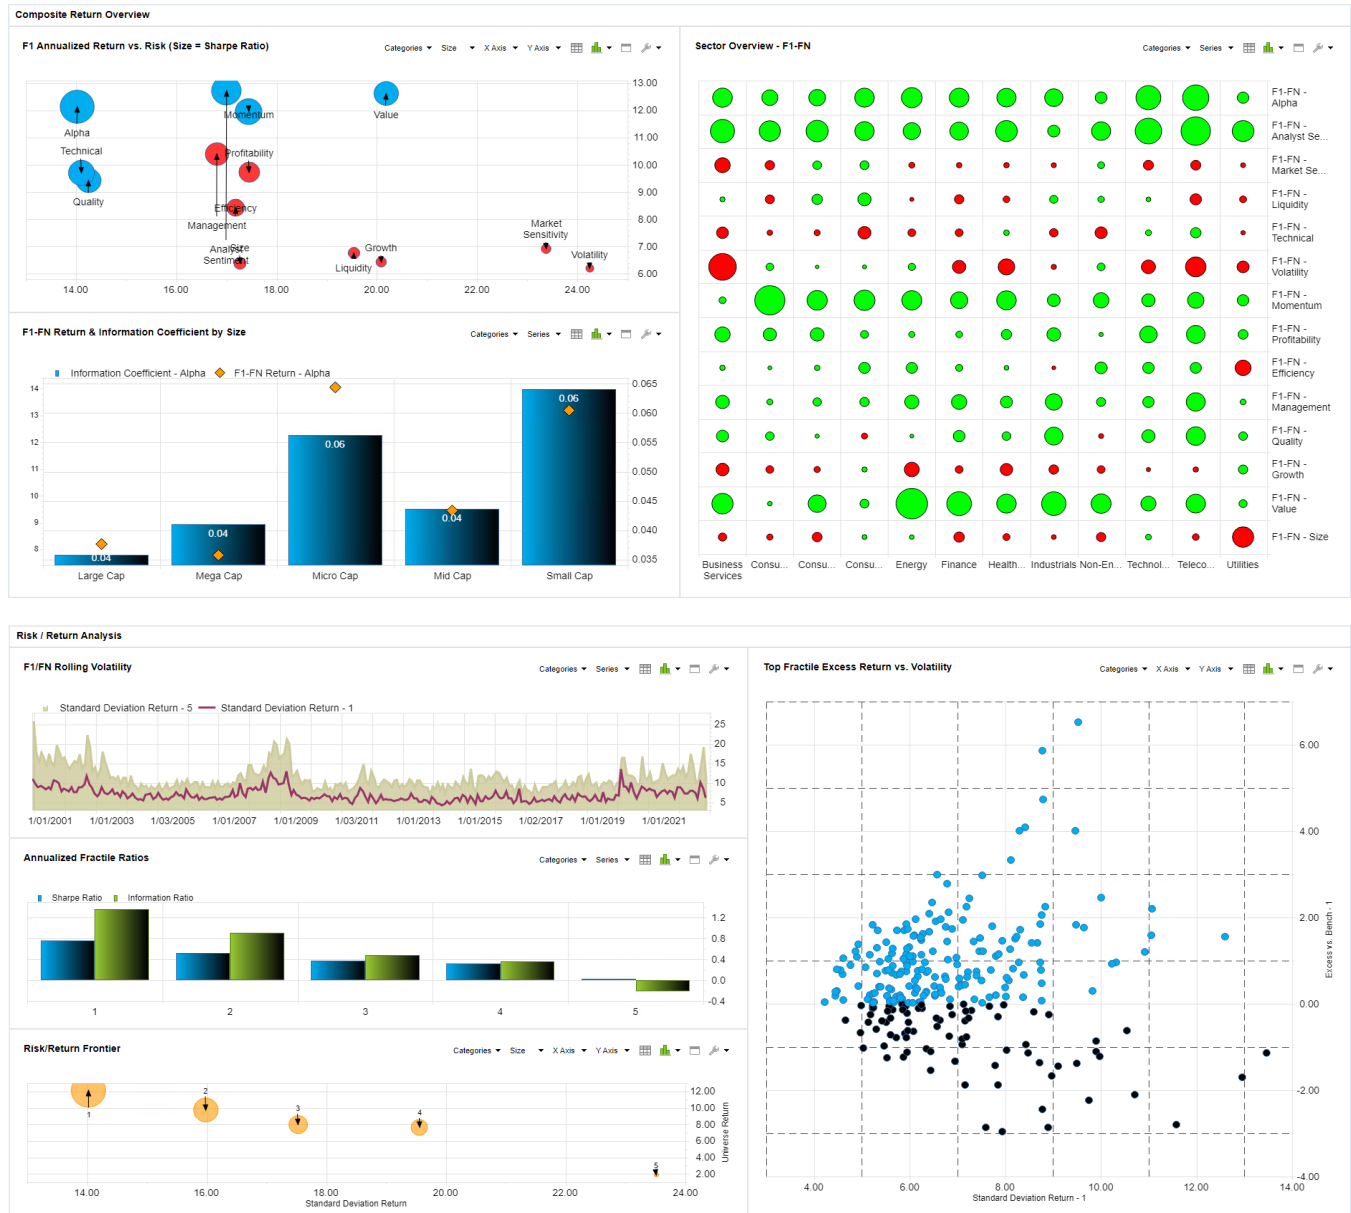 Composite Return Overview
F1 Annualized Return vs. Risk (Size = Sharpe Ratio)
Categories Size X Axis Y Axis
13.00
12.00
11.00
10.00
9.00
8.00
7.00
6.00
Alpha
Technical
Quality
Momentum
Profitability
Efficiency
Management
Analyst
Sentiment
Size
Value
Market
Sensitivity
Growth
Liquidity
Volatility
14.00 16.00 18.00 20.00 22.00 24.00
Sector Overview - F1-FN
Categories Series
F1-FN -
Alpha
F1-FN -
Analyst Se...
F1-FN -
Market Se...
F1-FN -
Liquidity
F1-FN -
Technical
F1-FN -
Volatility
F1-FN -
Momentum
F1-FN -
Profitability
F1-FN -
Efficiency
F1-FN -
Management
F1-FN -
Quality
F1-FN -
Growth
F1-FN -
Value
F1-FN - Size
Business
Services
Consu... Consu... Consu... Energy Finance Health... Industrials Non-En... Technol... Teleco... Utilities
F1-FN Return & Information Coefficient by Size
Categories Series
Information Coefficient - Alpha F1-FN Return - Alpha
14
13
12
11
10
9
8
0.04
0.04
0.06
0.04
0.06
0.065
0.060
0.055
0.050
0.045
0.040
0.035
Large Cap Mega Cap Micro Cap Mid Cap Small Cap
Risk / Return Analysis
F1/FN Rolling Volatility
Categories Series
Standard Deviation Return - 5 Standard Deviation Return - 1
25
20
15
10
5
1/01/2001 1/02/2003 1/03/2005 1/01/2007 1/01/2009 1/03/2011 1/01/2013 1/01/2015 1/02/2017 1/01/2019 1/01/2021
Annualized Fractile Ratios
Categories Series
Sharpe Ratio Information Ratio
1.2
0.8
0.4
0.0
-0.4
1 2 3 4 5
Risk/Return Frontier
Categories Size X Axis Y Axis
1
2
3
4
5
12.00
10.00
8.00
6.00
4.00
2.00
Universe Return
14.00 16.00 18.00 20.00 22.00 24.00
Standard Deviation Return
Top Fractile Excess Return vs. Volatility
Categories X Axis Y Axis
6.00
4.00
2.00
0.00
-2.00
-4.00
Excess vs. Bench - 1
4.00 6.00 8.00 10.00 12.00 14.00
Standard Deviation Return - 1